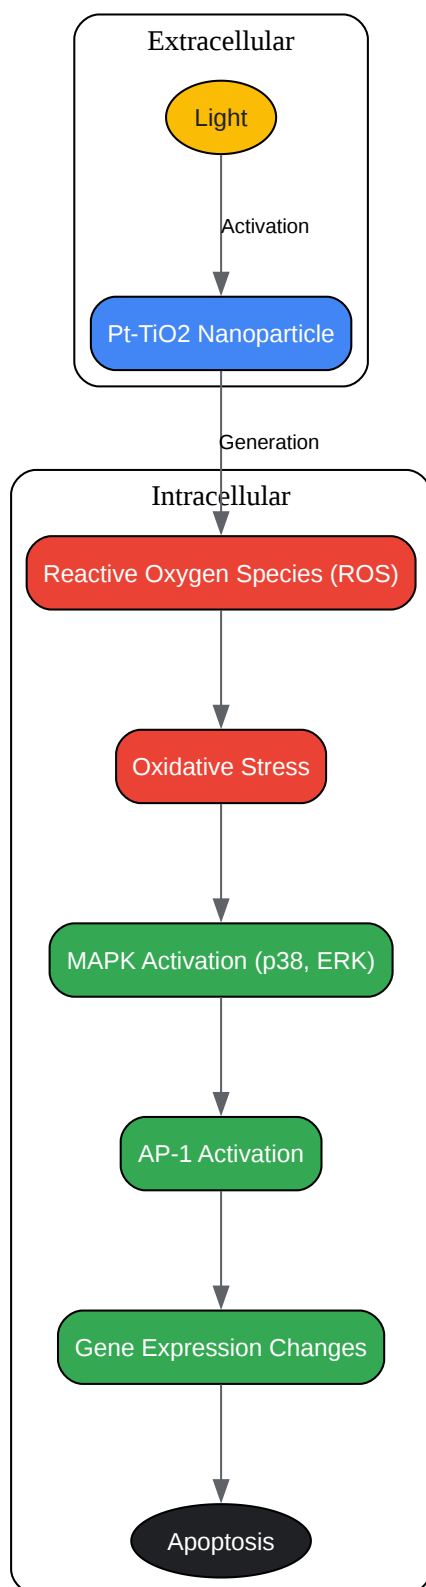 Extracellular
Light
Activation
Pt-TiO2 Nanoparticle
Generation
Intracellular
Reactive Oxygen Species (ROS)
Oxidative Stress
MAPK Activation (p38, ERK)
AP-1 Activation
Gene Expression Changes
Apoptosis